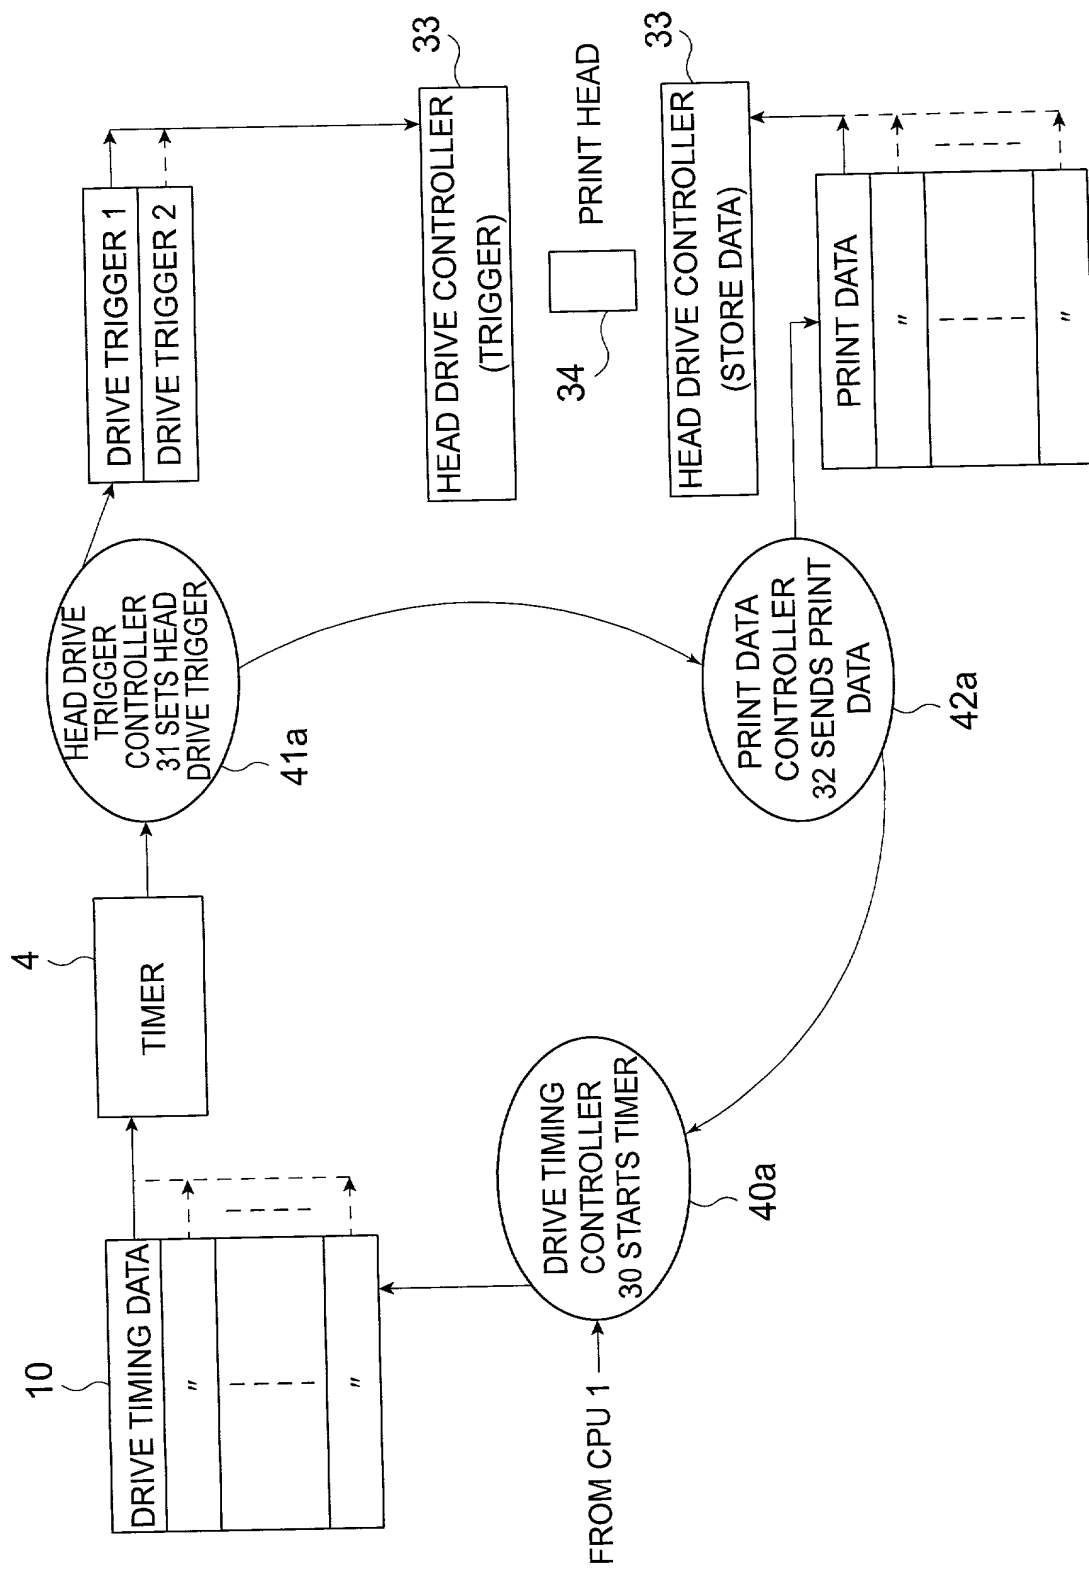 10
DRIVE TIMING DATA
"
"
4
TIMER
HEAD DRIVE
TRIGGER
CONTROLLER
31 SETS HEAD
DRIVE TRIGGER
41a
DRIVE TRIGGER 1
DRIVE TRIGGER 2
33
HEAD DRIVE CONTROLLER
(TRIGGER)
34
PRINT HEAD
33
HEAD DRIVE CONTROLLER
(STORE DATA)
PRINT DATA
"
"
FROM CPU 1
DRIVE TIMING
CONTROLLER
30 STARTS TIMER
40a
PRINT DATA
CONTROLLER
32 SENDS PRINT
DATA
42a